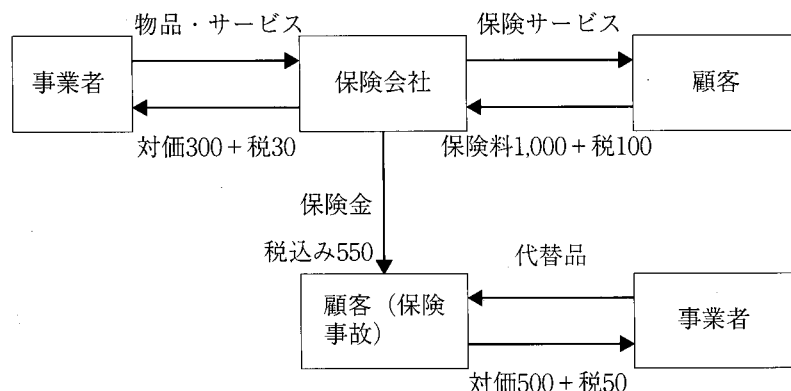 物品・サービス
保険サービス
事業者
保険会社
顧客
対価300+税30
保険料1,000+税100
保険金
税込み550
代替品
顧客（保険
事故）
事業者
対価500+税50